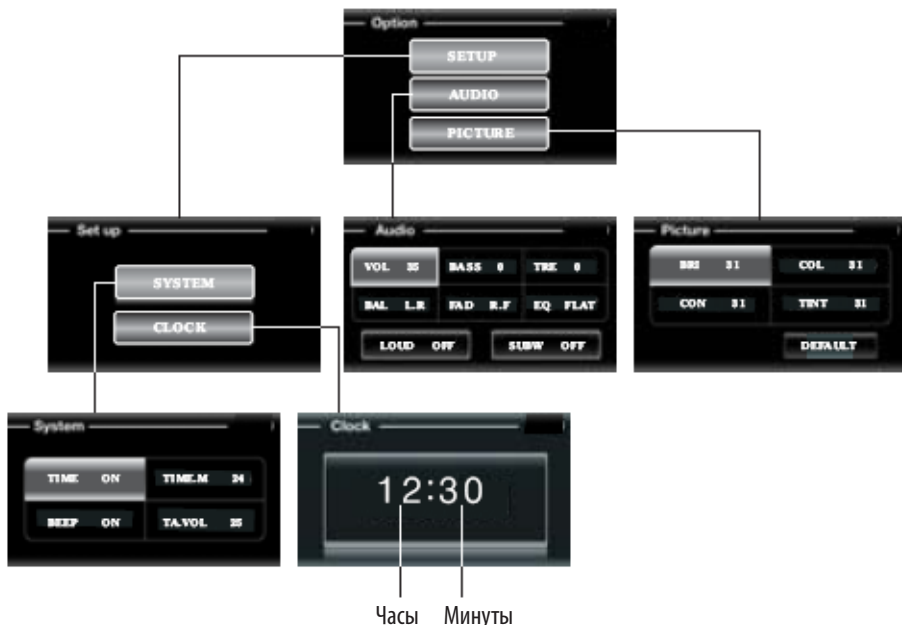 Option
SETUP
AUDIO
PICTURE
Set up
SYSTEM
CLOCK
Audio
VOL 35 BASS 0 TRE 0
BAL L.R FAD R.F EQ FLAT
LOUD OFF SUBW OFF
Picture
BRI 31 COL 31
CON 31 TINT 31
DEFAULT
System
TIME ON TIME.M 24
BEEP ON TA.VOL 25
Clock
12:30
Часы Минуты